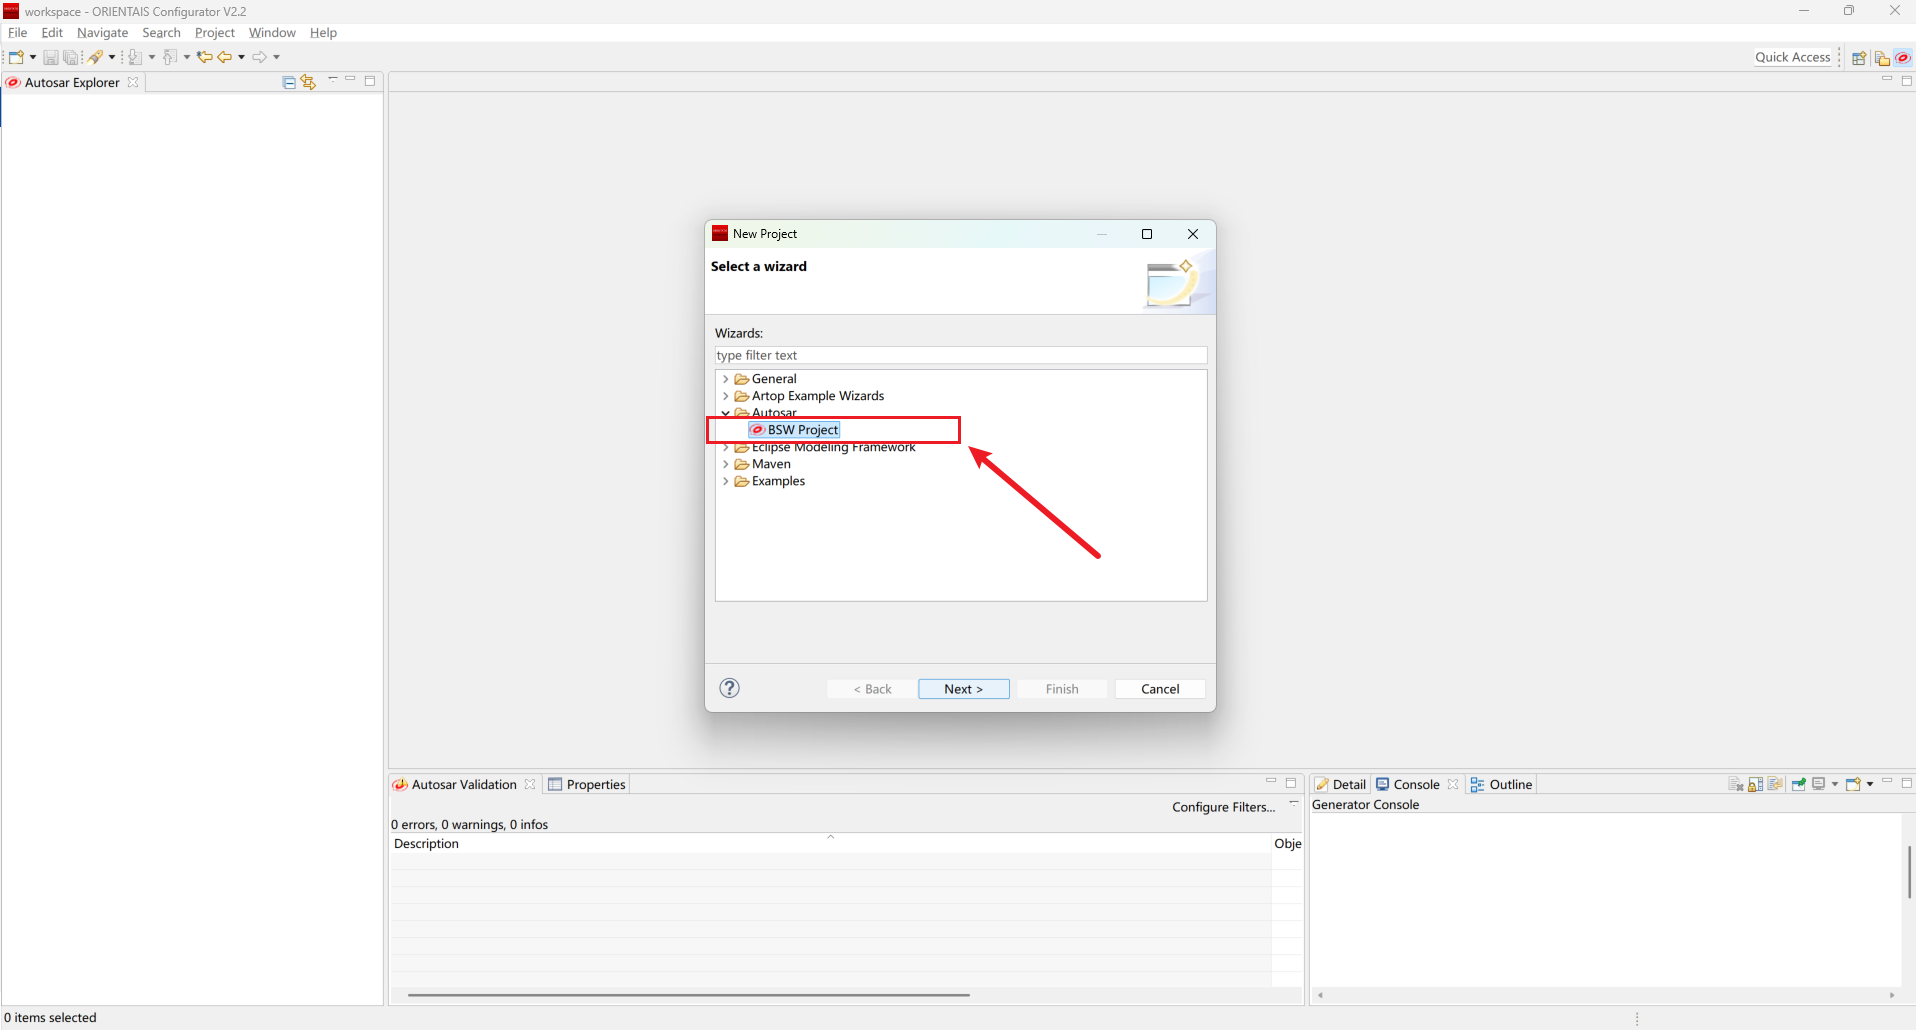 workspace - ORIENTAIS Configurator V2.2
File Edit Navigate Search Project Window Help
Quick Access
Autosar Explorer
New Project
Select a wizard
Wizards:
type filter text
General
Artop Example Wizards
Autosar
BSW Project
Eclipse Modeling Framework
Maven
Examples
?
< Back Next > Finish Cancel
Autosar Validation Properties
Configure Filters...
0 errors, 0 warnings, 0 infos
Description Obje
Detail Console Outline
Generator Console
0 items selected